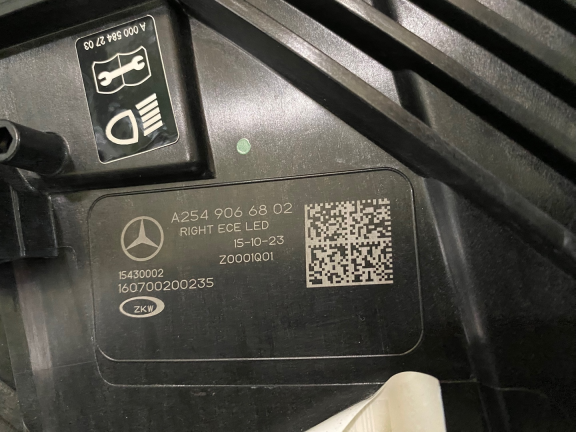 A 000 584 27 03
A254 906 68 02
RIGHT ECE LED
15-10-23
Z0001Q01
15430002
160700200235
ZKW